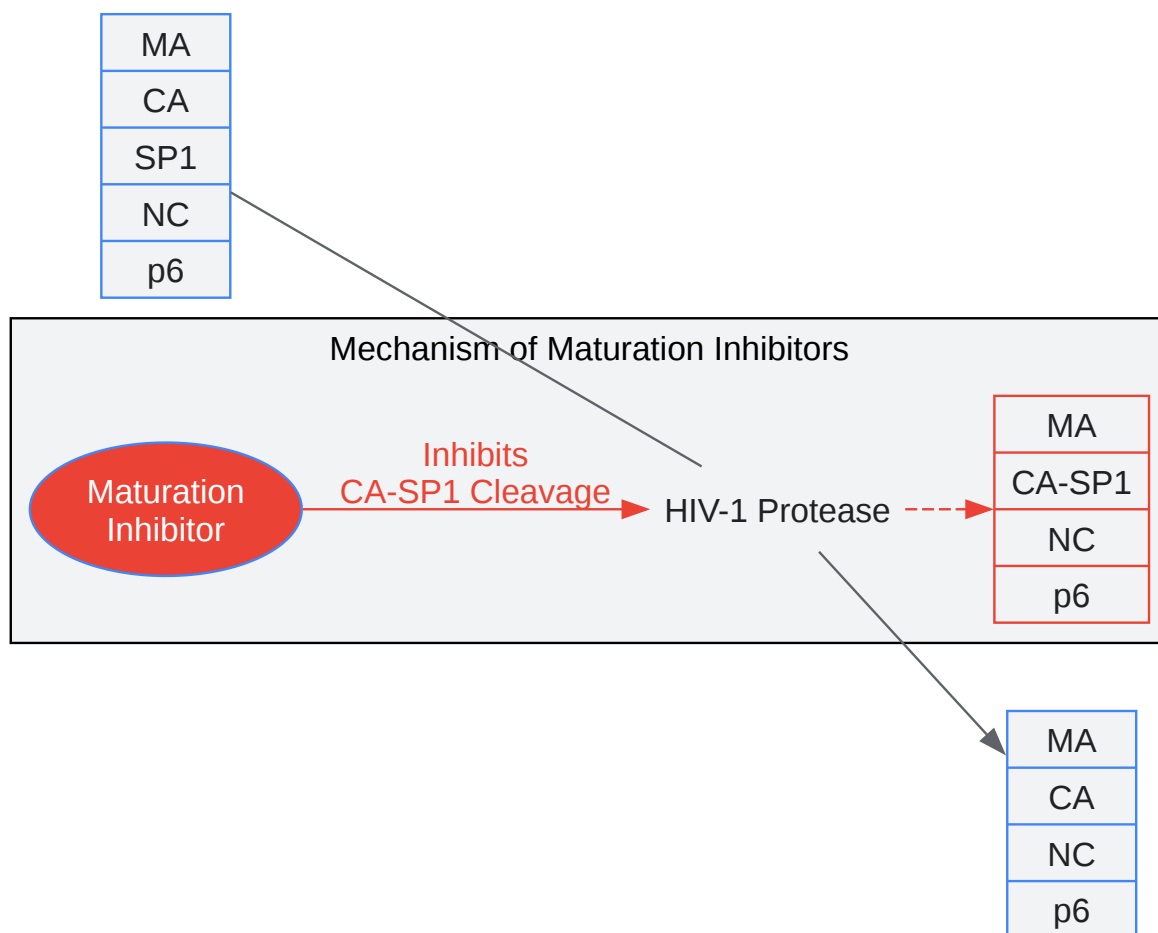 MA
CA
SP1
NC
p6
Mechanism of Maturation Inhibitors
Maturation
Inhibitor
Inhibits
CA-SP1 Cleavage
HIV-1 Protease
MA
CA-SP1
NC
p6
MA
CA
NC
p6